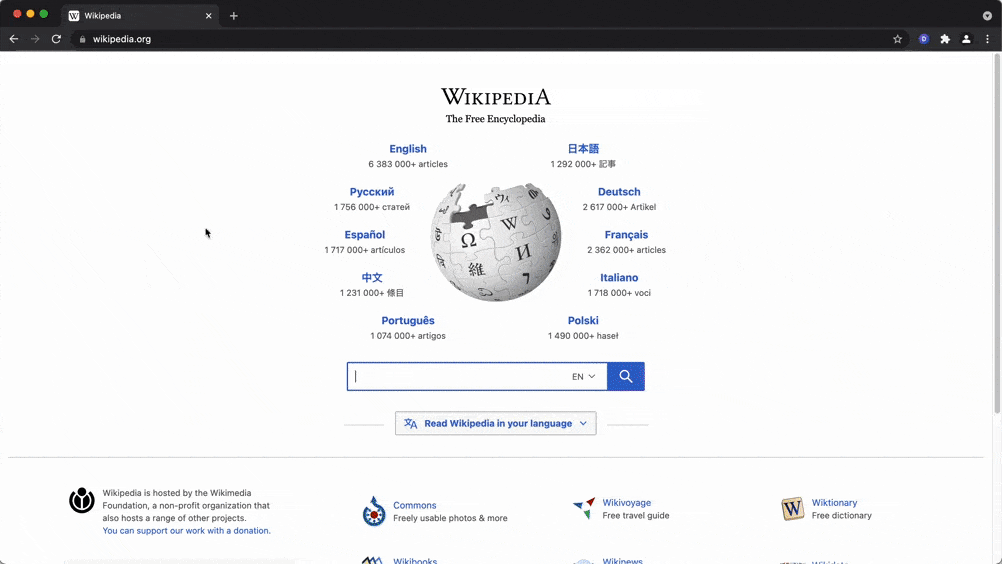 Wikipedia
wikipedia.org
WIKIPEDIA
The Free Encyclopedia
English
6 383 000+ articles
日本語
1 292 000+ 記事
Русский
1 756 000+ статей
Deutsch
2 617 000+ Artikel
Español
1 717 000+ artículos
Français
2 362 000+ articles
中文
1 231 000+ 條目
Italiano
1 718 000+ voci
Português
1 074 000+ artigos
Polski
1 490 000+ haseł
Ω
W
И
維
7
EN
Read Wikipedia in your language
Wikipedia is hosted by the Wikimedia
Foundation, a non-profit organization that
also hosts a range of other projects.
You can support our work with a donation.
Commons
Freely usable photos & more
Wikivoyage
Free travel guide
Wiktionary
Free dictionary
Wikibooks
Wikinews